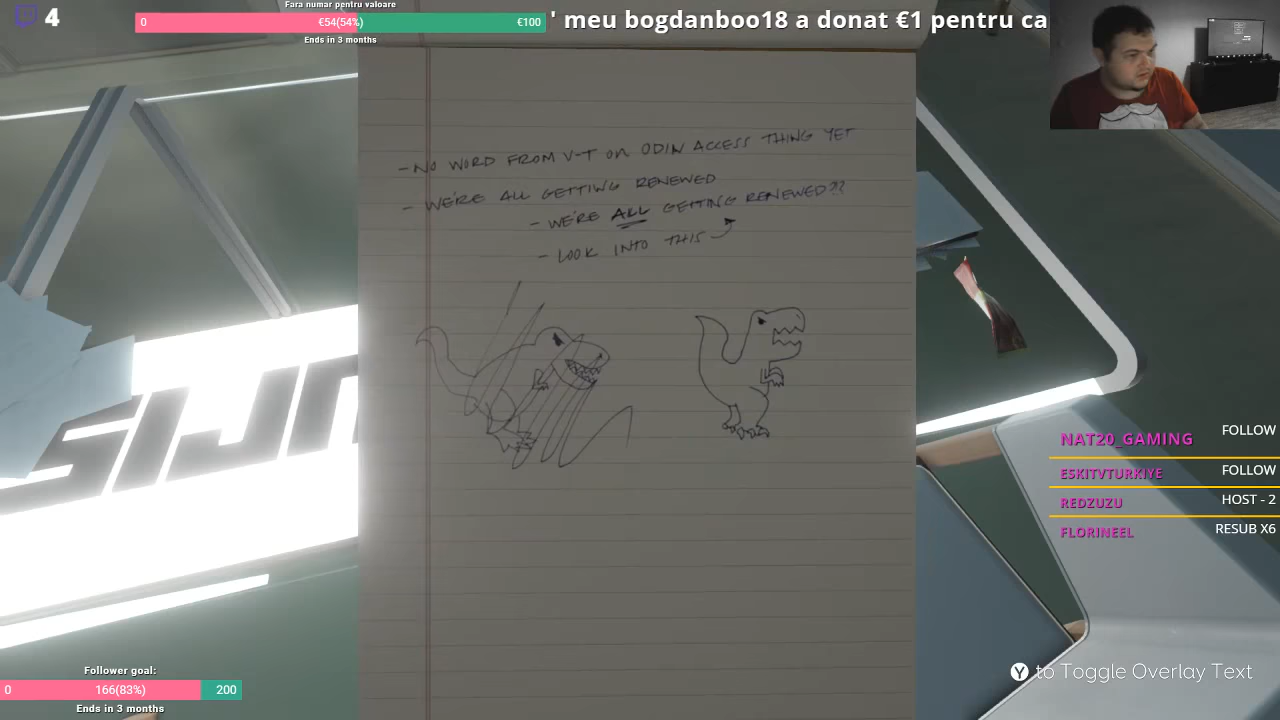 4
Fara numar pentru valoare
0 €54(54%) €100
Ends in 3 months
' meu bogdanboo18 a donat €1 pentru ca
- NO WORD FROM V-T ON ODIN ACCESS THING YET
- WE'RE ALL GETTING RENEWED
- WE'RE ALL GETTING RENEWED??
- LOOK INTO THIS
NAT20_GAMING FOLLOW
ESKITVTURKIYE FOLLOW
REDZUZU HOST - 2
FLORINEEL RESUB X6
Y to Toggle Overlay Text
Follower goal:
0 166(83%) 200
Ends in 3 months